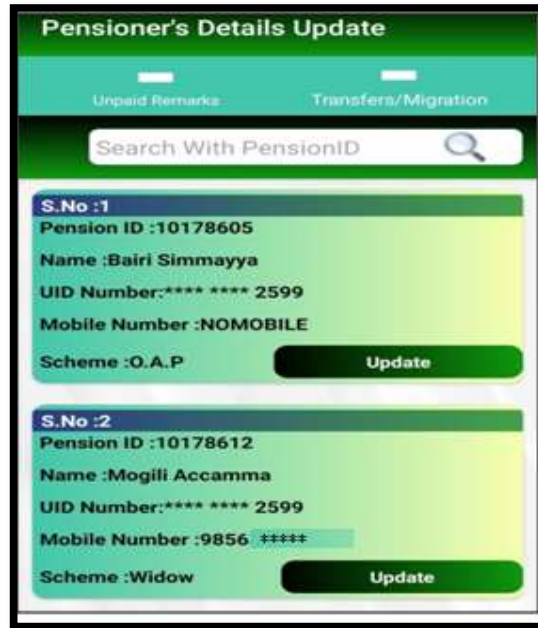 Pensioner's Details Update
Unpaid Remarks
Transfers/Migration
Search With PensionID
S.No :1
Pension ID :10178605
Name :Bairi Simmayya
UID Number:**** **** 2599
Mobile Number :NOMOBILE
Scheme :O.A.P
Update
S.No :2
Pension ID :10178612
Name :Mogili Accamma
UID Number:**** **** 2599
Mobile Number :9856 *****
Scheme :Widow
Update